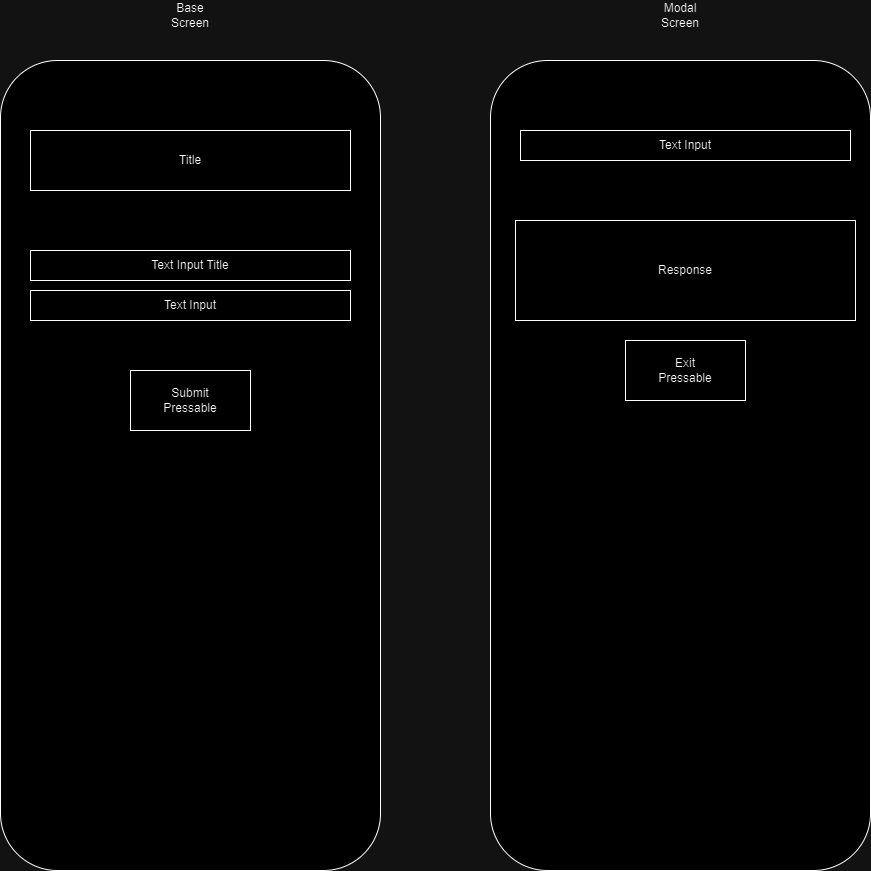 Base
Screen
Title
Text Input Title
Text Input
Submit
Pressable
Modal
Screen
Text Input
Response
Exit
Pressable